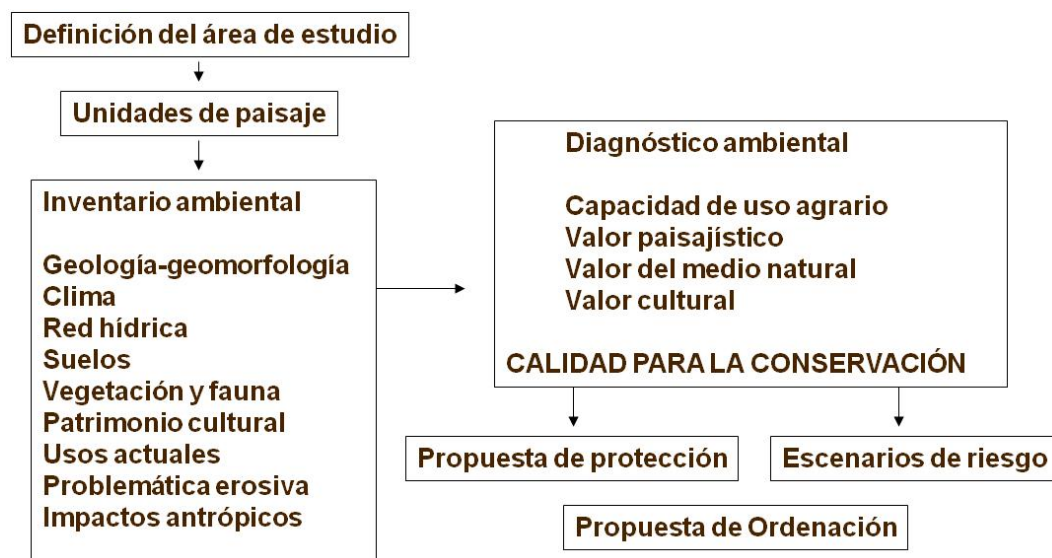 Definición del área de estudio
Unidades de paisaje
Inventario ambiental
Geología-geomorfología
Clima
Red hídrica
Suelos
Vegetación y fauna
Patrimonio cultural
Usos actuales
Problemática erosiva
Impactos antrópicos
Diagnóstico ambiental
Capacidad de uso agrario
Valor paisajístico
Valor del medio natural
Valor cultural
CALIDAD PARA LA CONSERVACIÓN
Propuesta de protección
Escenarios de riesgo
Propuesta de Ordenación